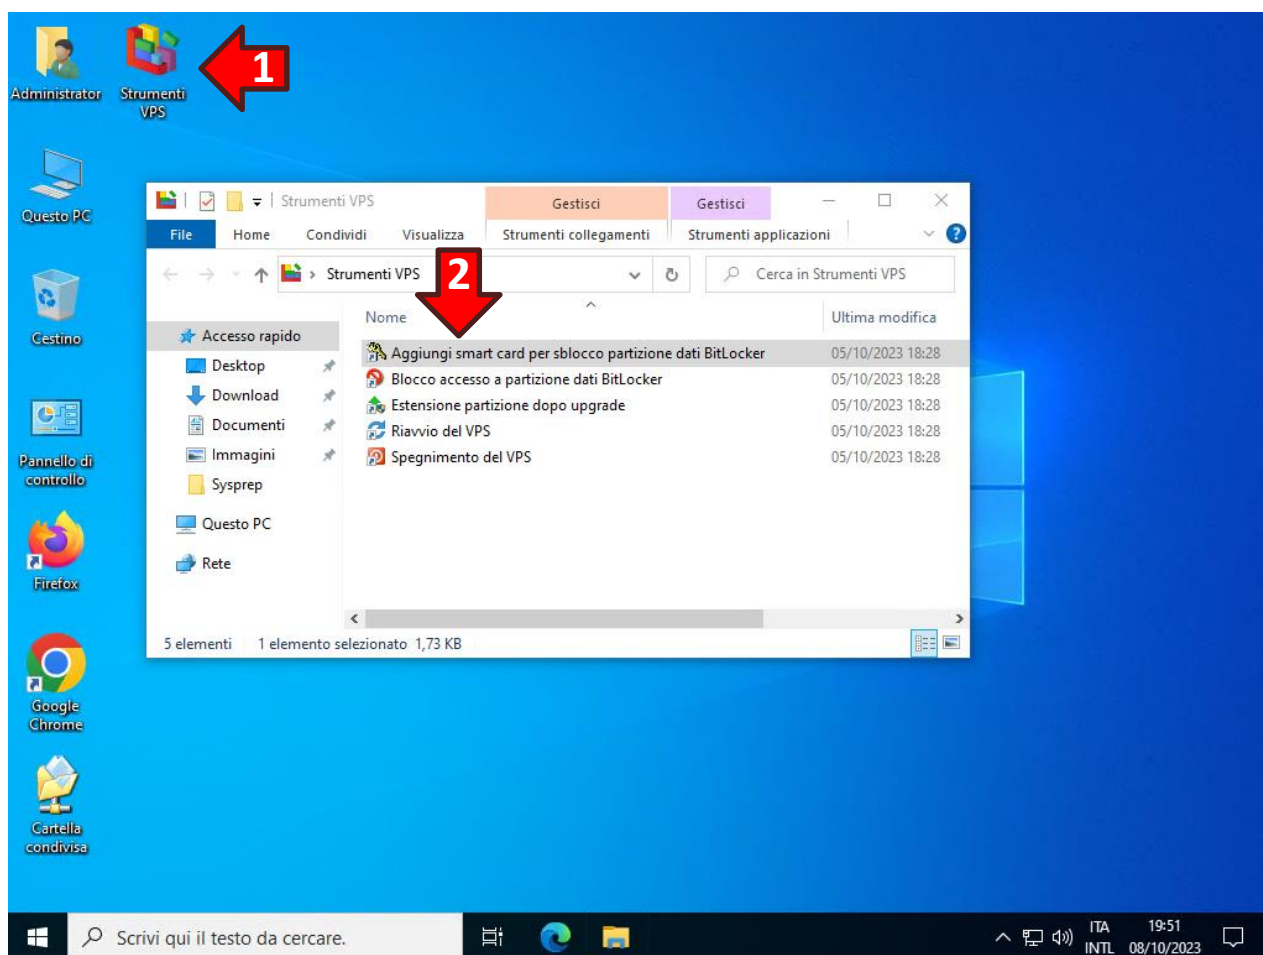 Administrator
Strumenti
VPS
1
Questo PC
Cestino
Pannello di
controllo
Firefox
Google
Chrome
Cartella
condivisa
Strumenti VPS
Gestisci
Gestisci
File
Home
Condividi
Visualizza
Strumenti collegamenti
Strumenti applicazioni
?
Strumenti VPS
Cerca in Strumenti VPS
2
Accesso rapido
Desktop
Download
Documenti
Immagini
Sysprep
Questo PC
Rete
Nome
Ultima modifica
Aggiungi smart card per sblocco partizione dati BitLocker
05/10/2023 18:28
Blocco accesso a partizione dati BitLocker
05/10/2023 18:28
Estensione partizione dopo upgrade
05/10/2023 18:28
Riavvio del VPS
05/10/2023 18:28
Spegnimento del VPS
05/10/2023 18:28
5 elementi
1 elemento selezionato 1,73 KB
Scrivi qui il testo da cercare.
ITA
INTL
19:51
08/10/2023